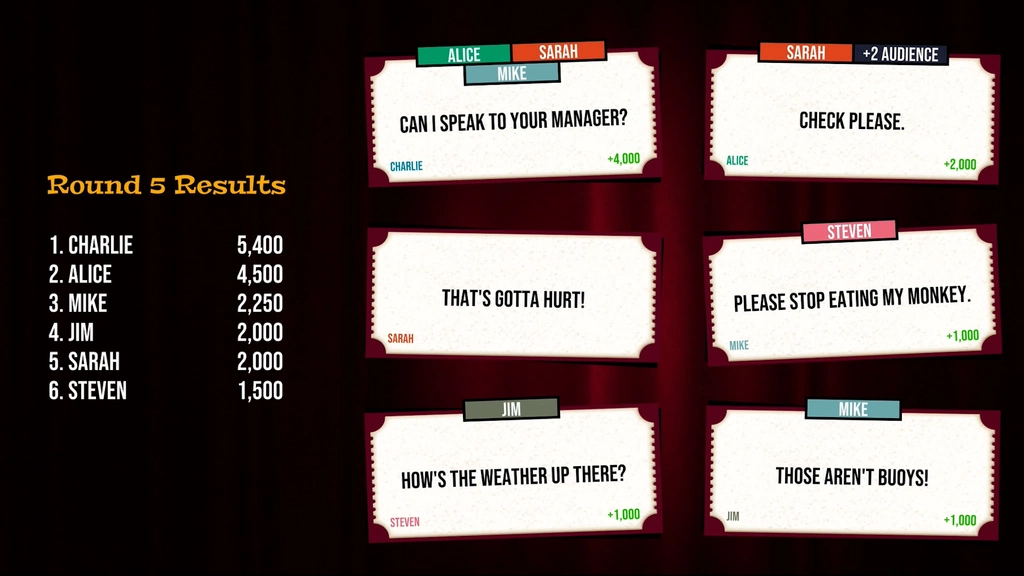 Round 5 Results
1. CHARLIE 5,400
2. ALICE 4,500
3. MIKE 2,250
4. JIM 2,000
5. SARAH 2,000
6. STEVEN 1,500
ALICE SARAH
MIKE
CAN I SPEAK TO YOUR MANAGER?
CHARLIE +4,000
SARAH +2 AUDIENCE
CHECK PLEASE.
ALICE +2,000
THAT'S GOTTA HURT!
SARAH
STEVEN
PLEASE STOP EATING MY MONKEY.
MIKE +1,000
JIM
HOW'S THE WEATHER UP THERE?
STEVEN +1,000
MIKE
THOSE AREN'T BUOYS!
JIM +1,000